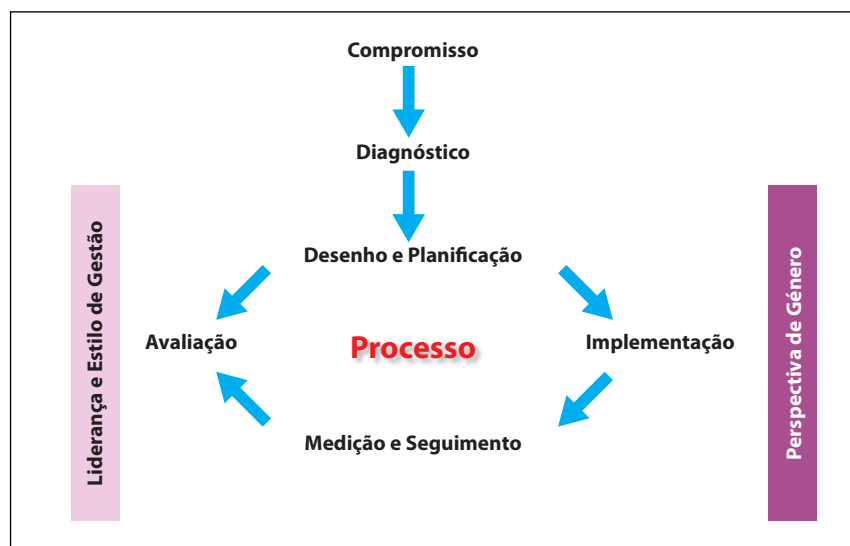 Compromisso
Diagnóstico
Desenho e Planificação
Liderança e Estilo de Gestão
Avaliação
Processo
Implementação
Perspectiva de Género
Medição e Seguimento